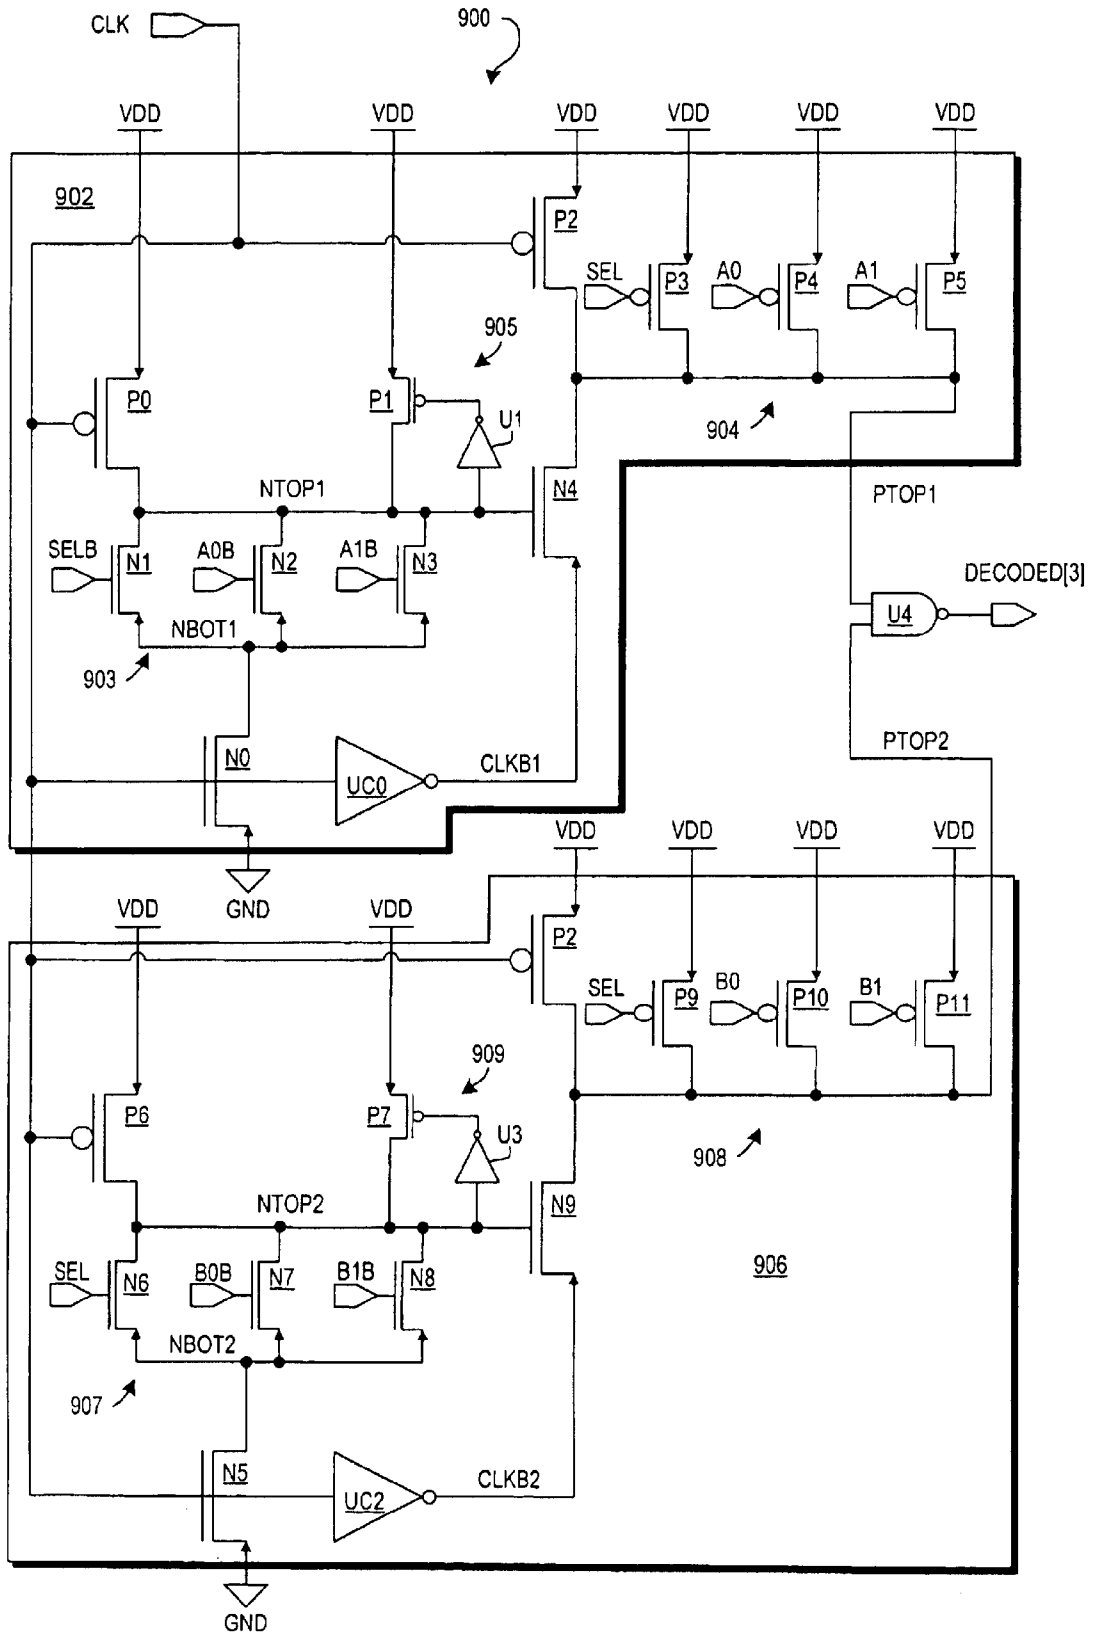 CLK
900
VDD
VDD
VDD
VDD
VDD
VDD
902
P2
SEL
P3
A0
P4
A1
P5
905
P0
P1
U1
904
NTOP1
N4
PTOP1
SELB
N1
A0B
N2
A1B
N3
DECODED[3]
U4
NBOT1
903
PTOP2
N0
UC0
CLKB1
VDD
VDD
VDD
VDD
GND
VDD
VDD
P2
SEL
P9
B0
P10
B1
P11
909
P6
P7
U3
908
NTOP2
N9
SEL
N6
B0B
N7
B1B
N8
906
NBOT2
907
N5
UC2
CLKB2
GND